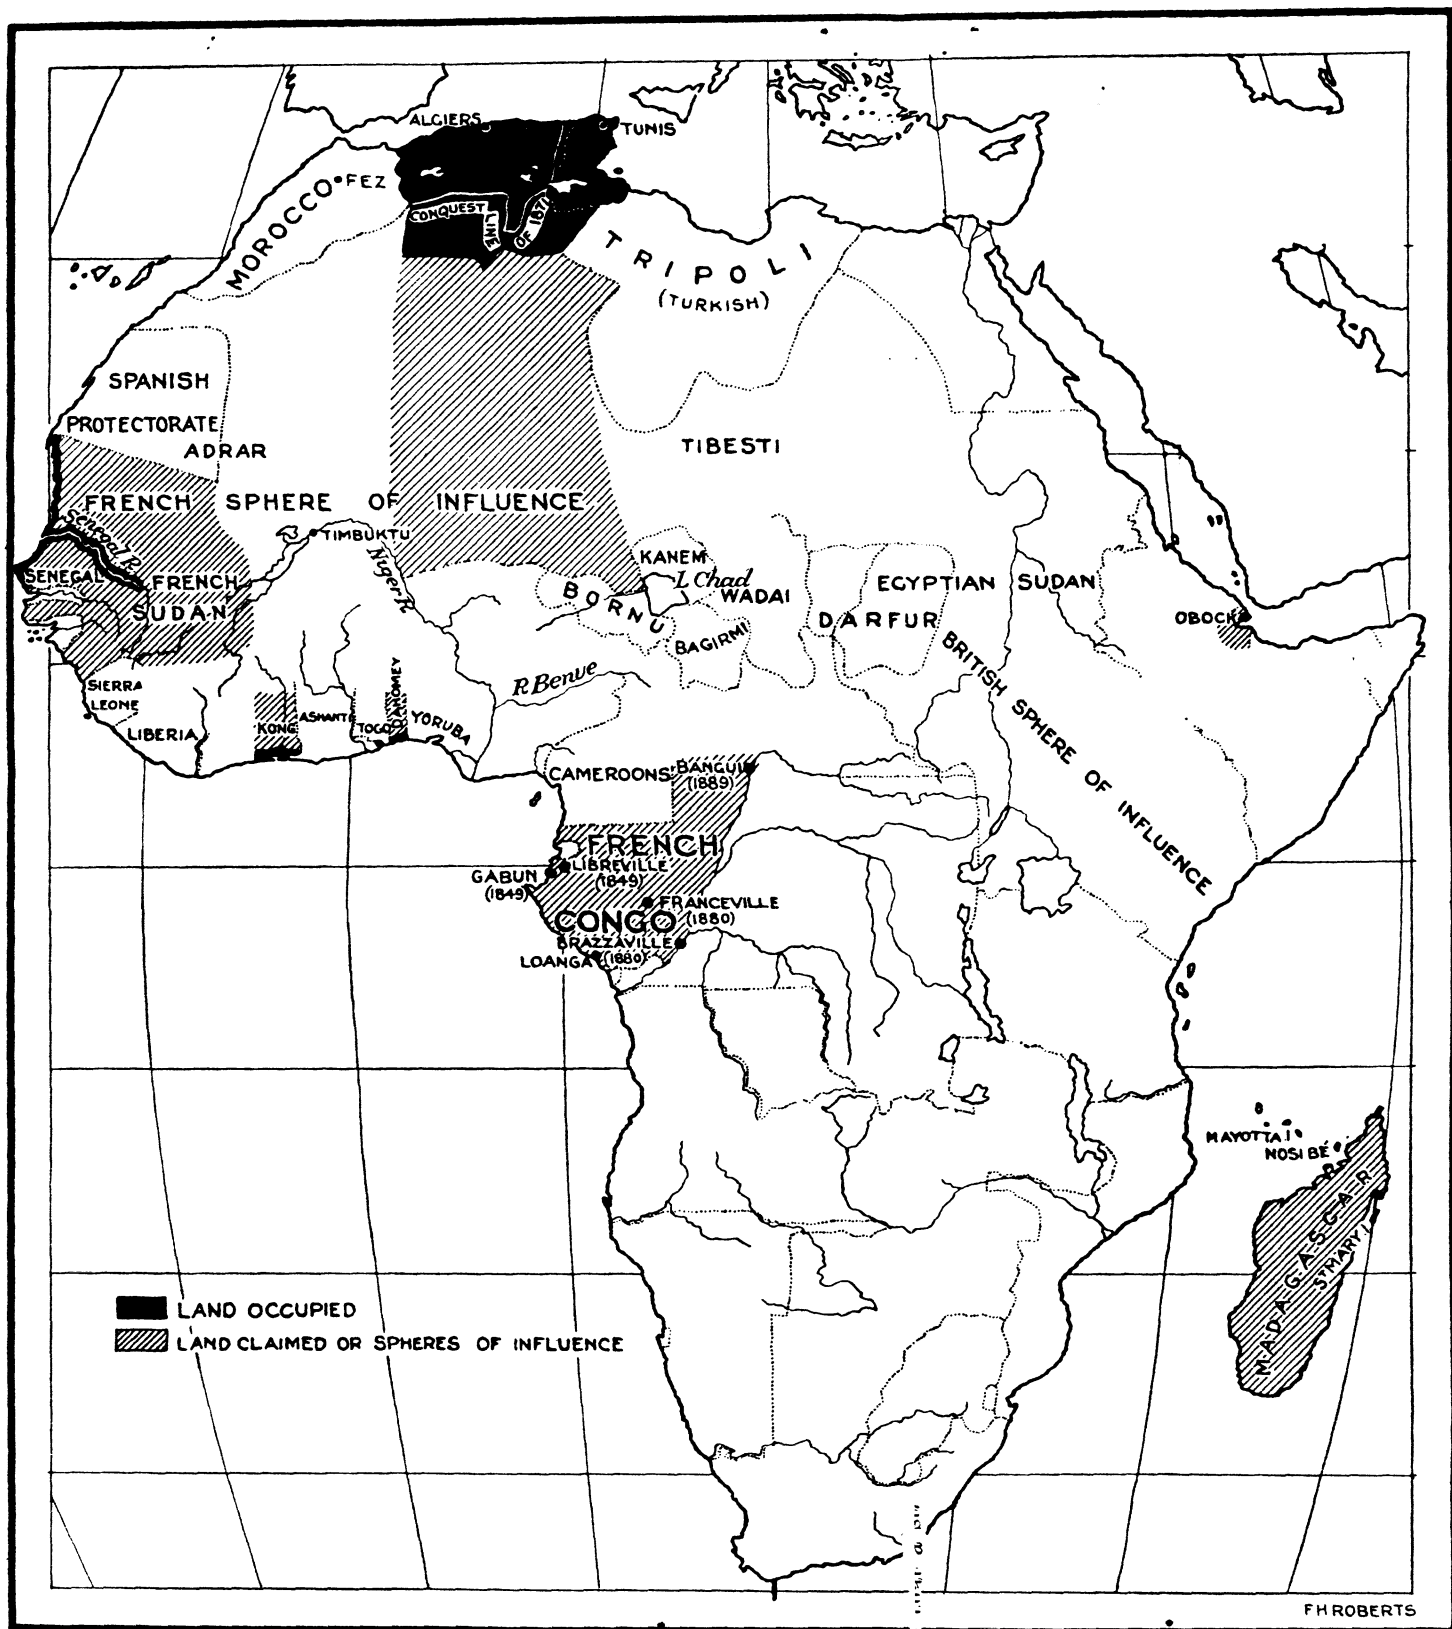 ALGIERS
TUNIS
FEZ
MOROCCO
CONQUEST
LINE
OF 1871
TRIPOLI
(TURKISH)
SPANISH
PROTECTORATE
ADRAR
TIBESTI
FRENCH SPHERE OF INFLUENCE
Senegal R.
TIMBUKTU
Niger R.
KANEM
L Chad
WADAI
SENEGAL
FRENCH
SUDAN
BORNU
BAGIRMI
DARFUR
EGYPTIAN SUDAN
OBOCK
BRITISH SPHERE OF INFLUENCE
R. Benue
SIERRA
LEONE
LIBERIA
KONG
ASHANTI
TOGO
DAHOMEY
YORUBA
CAMEROONS
BANGUI
(1889)
FRENCH
LIBREVILLE
(1849)
GABUN
(1849)
FRANCEVILLE
(1880)
CONGO
BRAZZAVILLE
(1880)
LOANGA
MAYOTTA I
NOSI BÉ
MADAGASGAR
ST MARY I
LAND OCCUPIED
LAND CLAIMED OR SPHERES OF INFLUENCE
F H ROBERTS